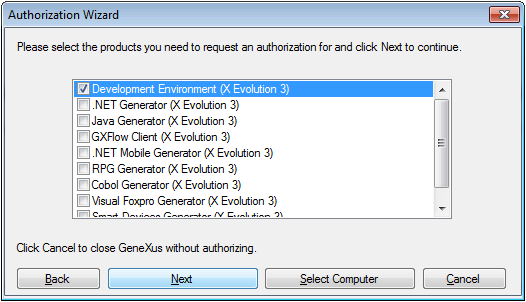 Authorization Wizard
Please select the products you need to request an authorization for and click Next to continue.
Development Environment (X Evolution 3)
.NET Generator (X Evolution 3)
Java Generator (X Evolution 3)
GXFlow Client (X Evolution 3)
.NET Mobile Generator (X Evolution 3)
RPG Generator (X Evolution 3)
Cobol Generator (X Evolution 3)
Visual Foxpro Generator (X Evolution 3)
Smart Devices Generator (X Evolution 3)
Click Cancel to close GeneXus without authorizing.
Back Next Select Computer Cancel